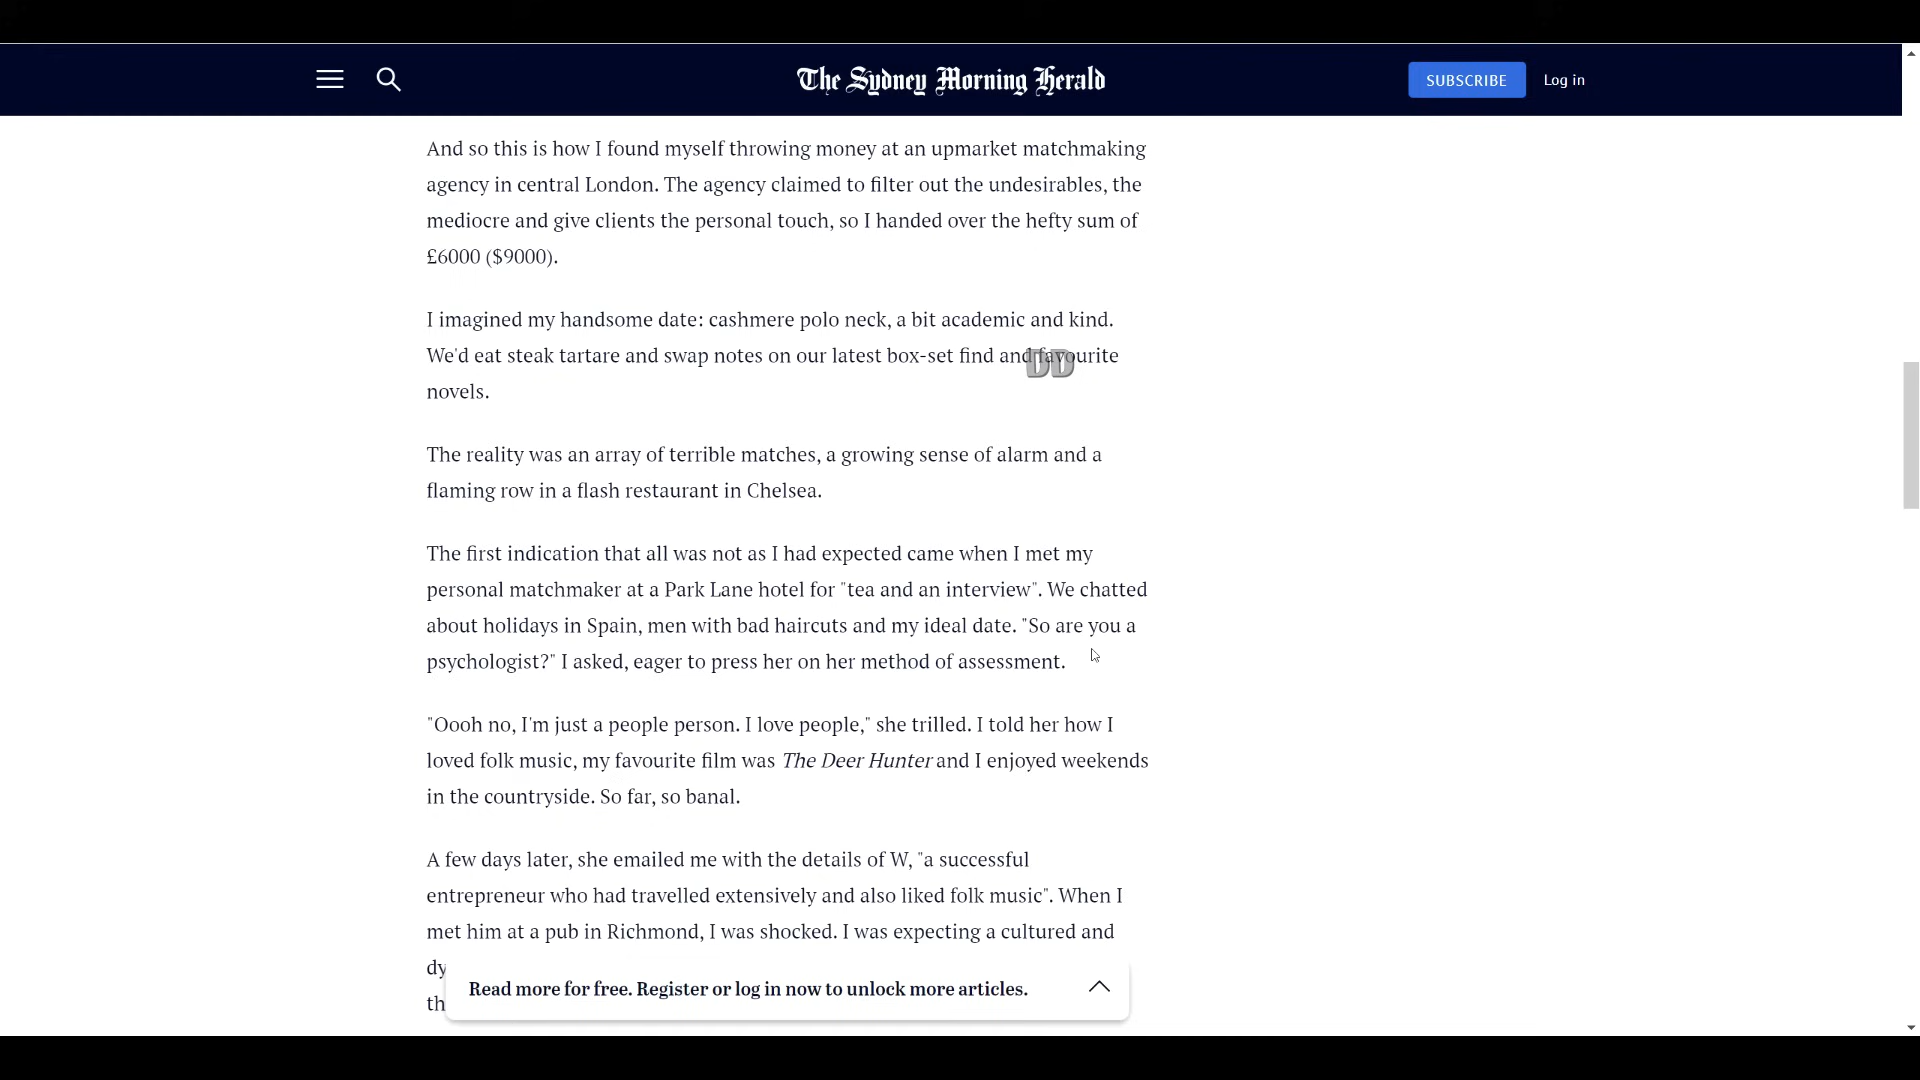 The Sydney Morning Herald
SUBSCRIBE
Log in
And so this is how I found myself throwing money at an upmarket matchmaking
agency in central London. The agency claimed to filter out the undesirables, the
mediocre and give clients the personal touch, so I handed over the hefty sum of
£6000 ($9000).
I imagined my handsome date: cashmere polo neck, a bit academic and kind.
We'd eat steak tartare and swap notes on our latest box-set find and favourite
DD
novels.
The reality was an array of terrible matches, a growing sense of alarm and a
flaming row in a flash restaurant in Chelsea.
The first indication that all was not as I had expected came when I met my
personal matchmaker at a Park Lane hotel for "tea and an interview". We chatted
about holidays in Spain, men with bad haircuts and my ideal date. "So are you a
psychologist?" I asked, eager to press her on her method of assessment.
"Oooh no, I'm just a people person. I love people," she trilled. I told her how I
loved folk music, my favourite film was The Deer Hunter and I enjoyed weekends
in the countryside. So far, so banal.
A few days later, she emailed me with the details of W, "a successful
entrepreneur who had travelled extensively and also liked folk music". When I
met him at a pub in Richmond, I was shocked. I was expecting a cultured and
dy
Read more for free. Register or log in now to unlock more articles.
th